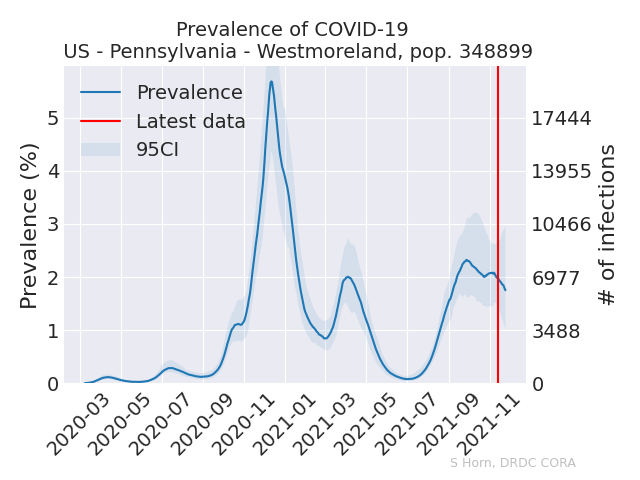 Prevalence of COVID-19
US - Pennsylvania - Westmoreland, pop. 348899
Prevalence
Latest data
95CI
Prevalence (%)
5
4
3
2
1
0
17444
13955
10466
6977
3488
0
# of infections
2020-03
2020-05
2020-07
2020-09
2020-11
2021-01
2021-03
2021-05
2021-07
2021-09
2021-11
S Horn, DRDC CORA